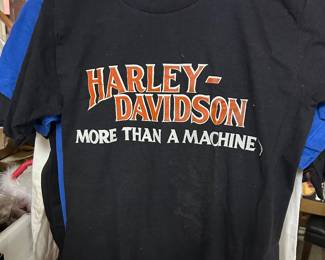 HARLEY-
DAVIDSON
MORE THAN A MACHINE